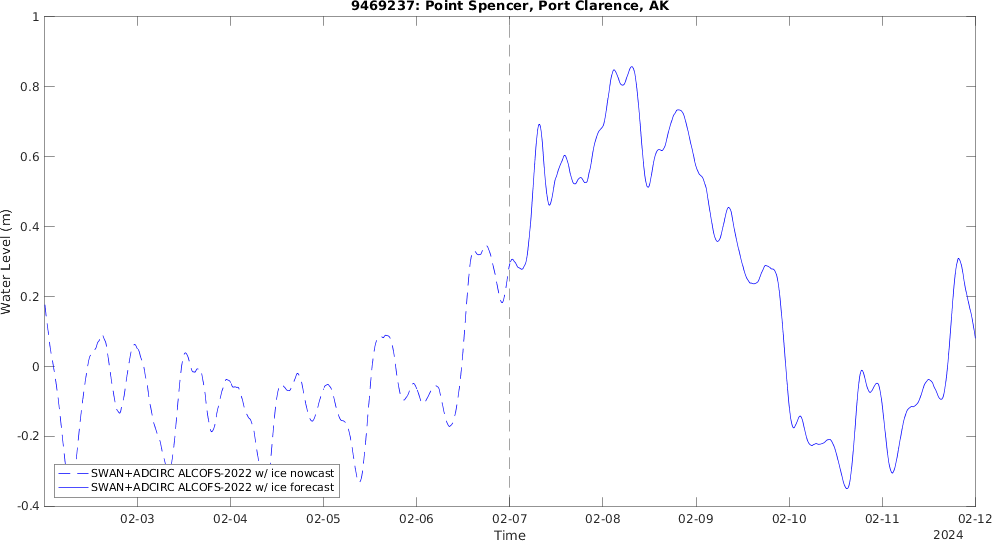 9469237: Point Spencer, Port Clarence, AK
1
0.8
0.6
0.4
0.2
0
-0.2
-0.4
Water Level (m)
SWAN+ADCIRC ALCOFS-2022 w/ ice nowcast
SWAN+ADCIRC ALCOFS-2022 w/ ice forecast
02-03 02-04 02-05 02-06 02-07 02-08 02-09 02-10 02-11 02-12
Time
2024